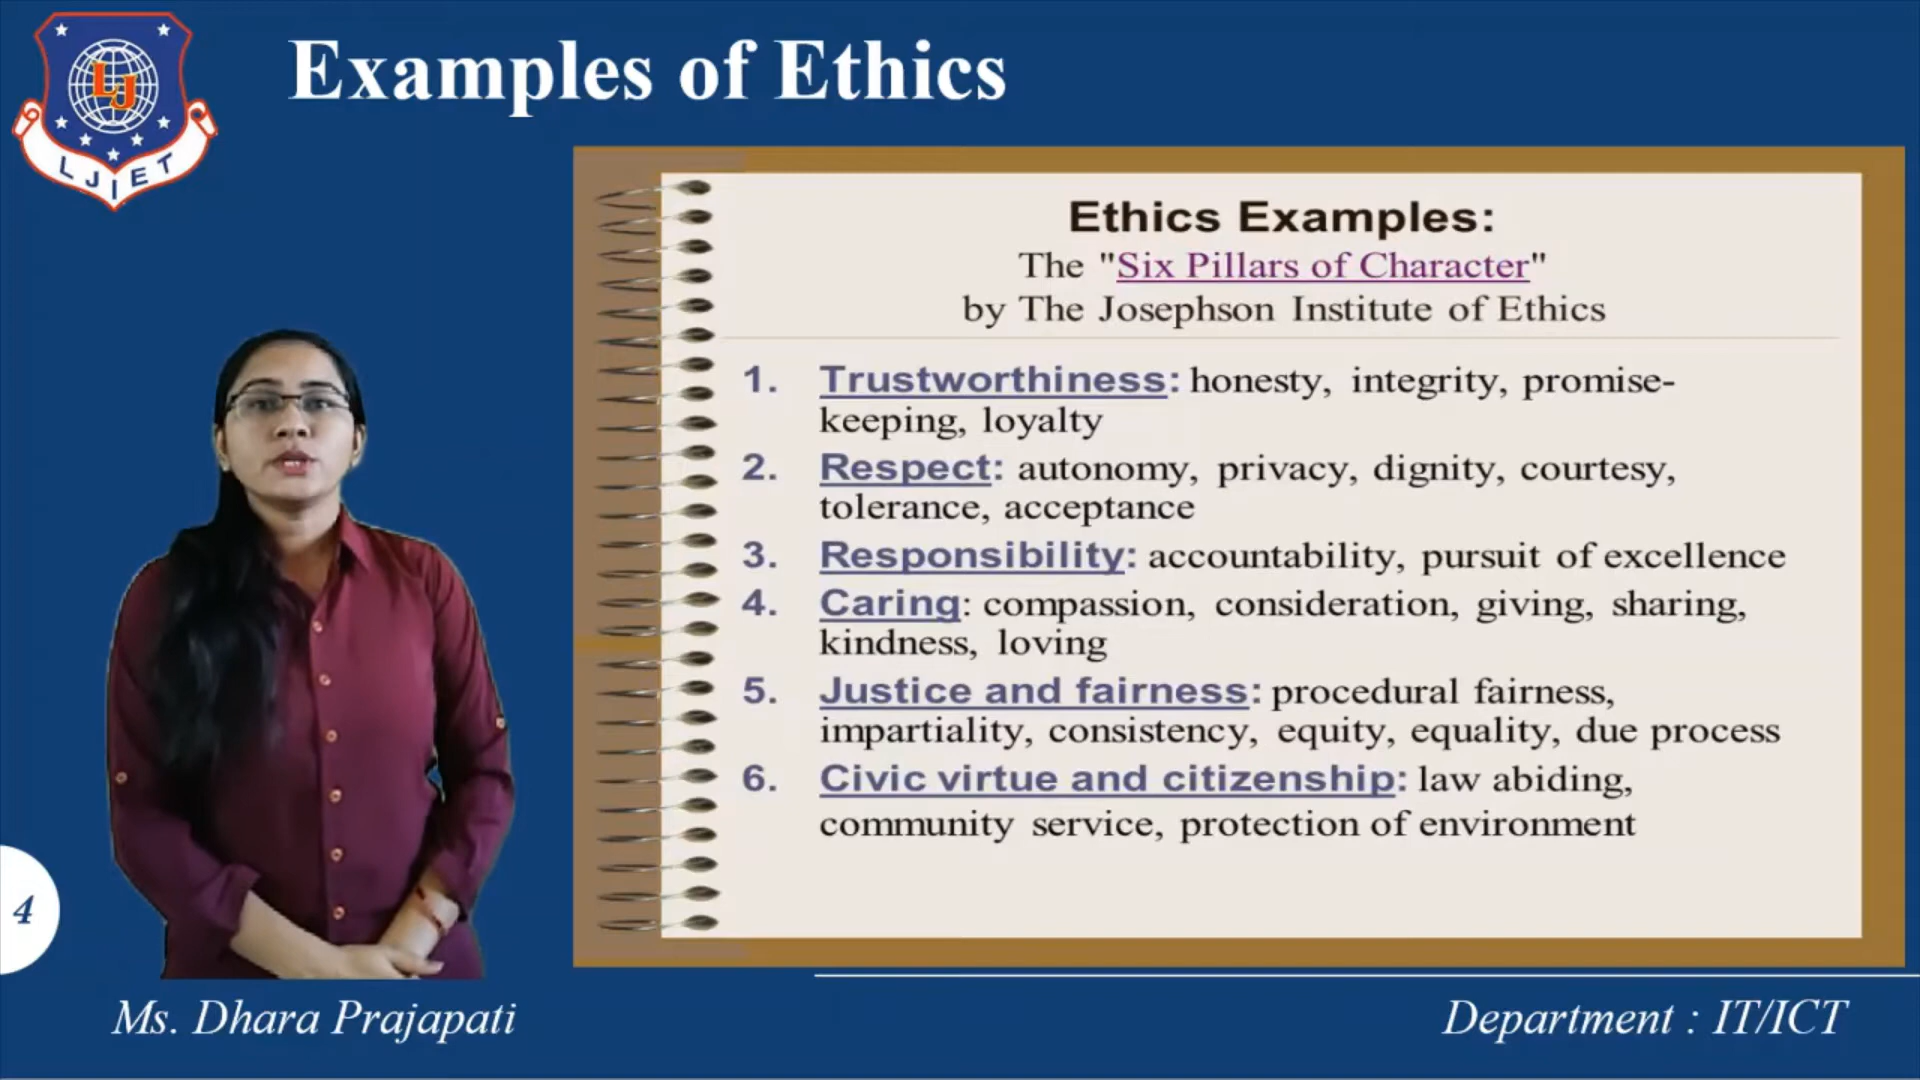 LJ
LJIET
Examples of Ethics
Ethics Examples:
The "Six Pillars of Character"
by The Josephson Institute of Ethics
1. Trustworthiness: honesty, integrity, promise-
keeping, loyalty
2. Respect: autonomy, privacy, dignity, courtesy,
tolerance, acceptance
3. Responsibility: accountability, pursuit of excellence
4. Caring: compassion, consideration, giving, sharing,
kindness, loving
5. Justice and fairness: procedural fairness,
impartiality, consistency, equity, equality, due process
6. Civic virtue and citizenship: law abiding,
community service, protection of environment
4
Ms. Dhara Prajapati
Department : IT/ICT